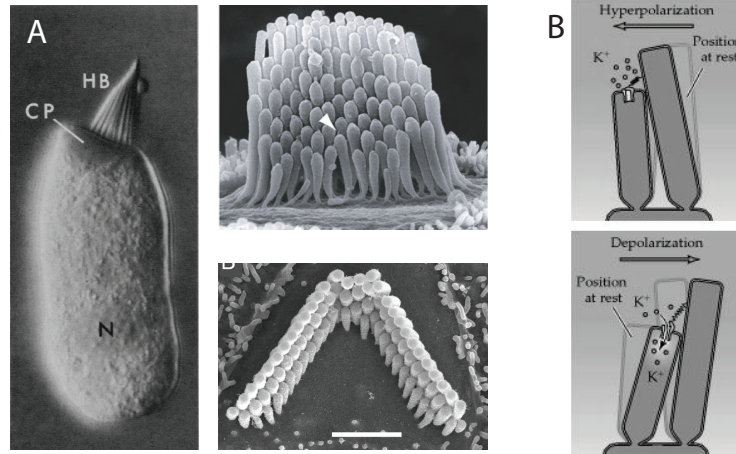 A
HB
CP
N
B
B
Hyperpolarization
K+
Position
at rest
Depolarization
Position
at rest
K+
K+